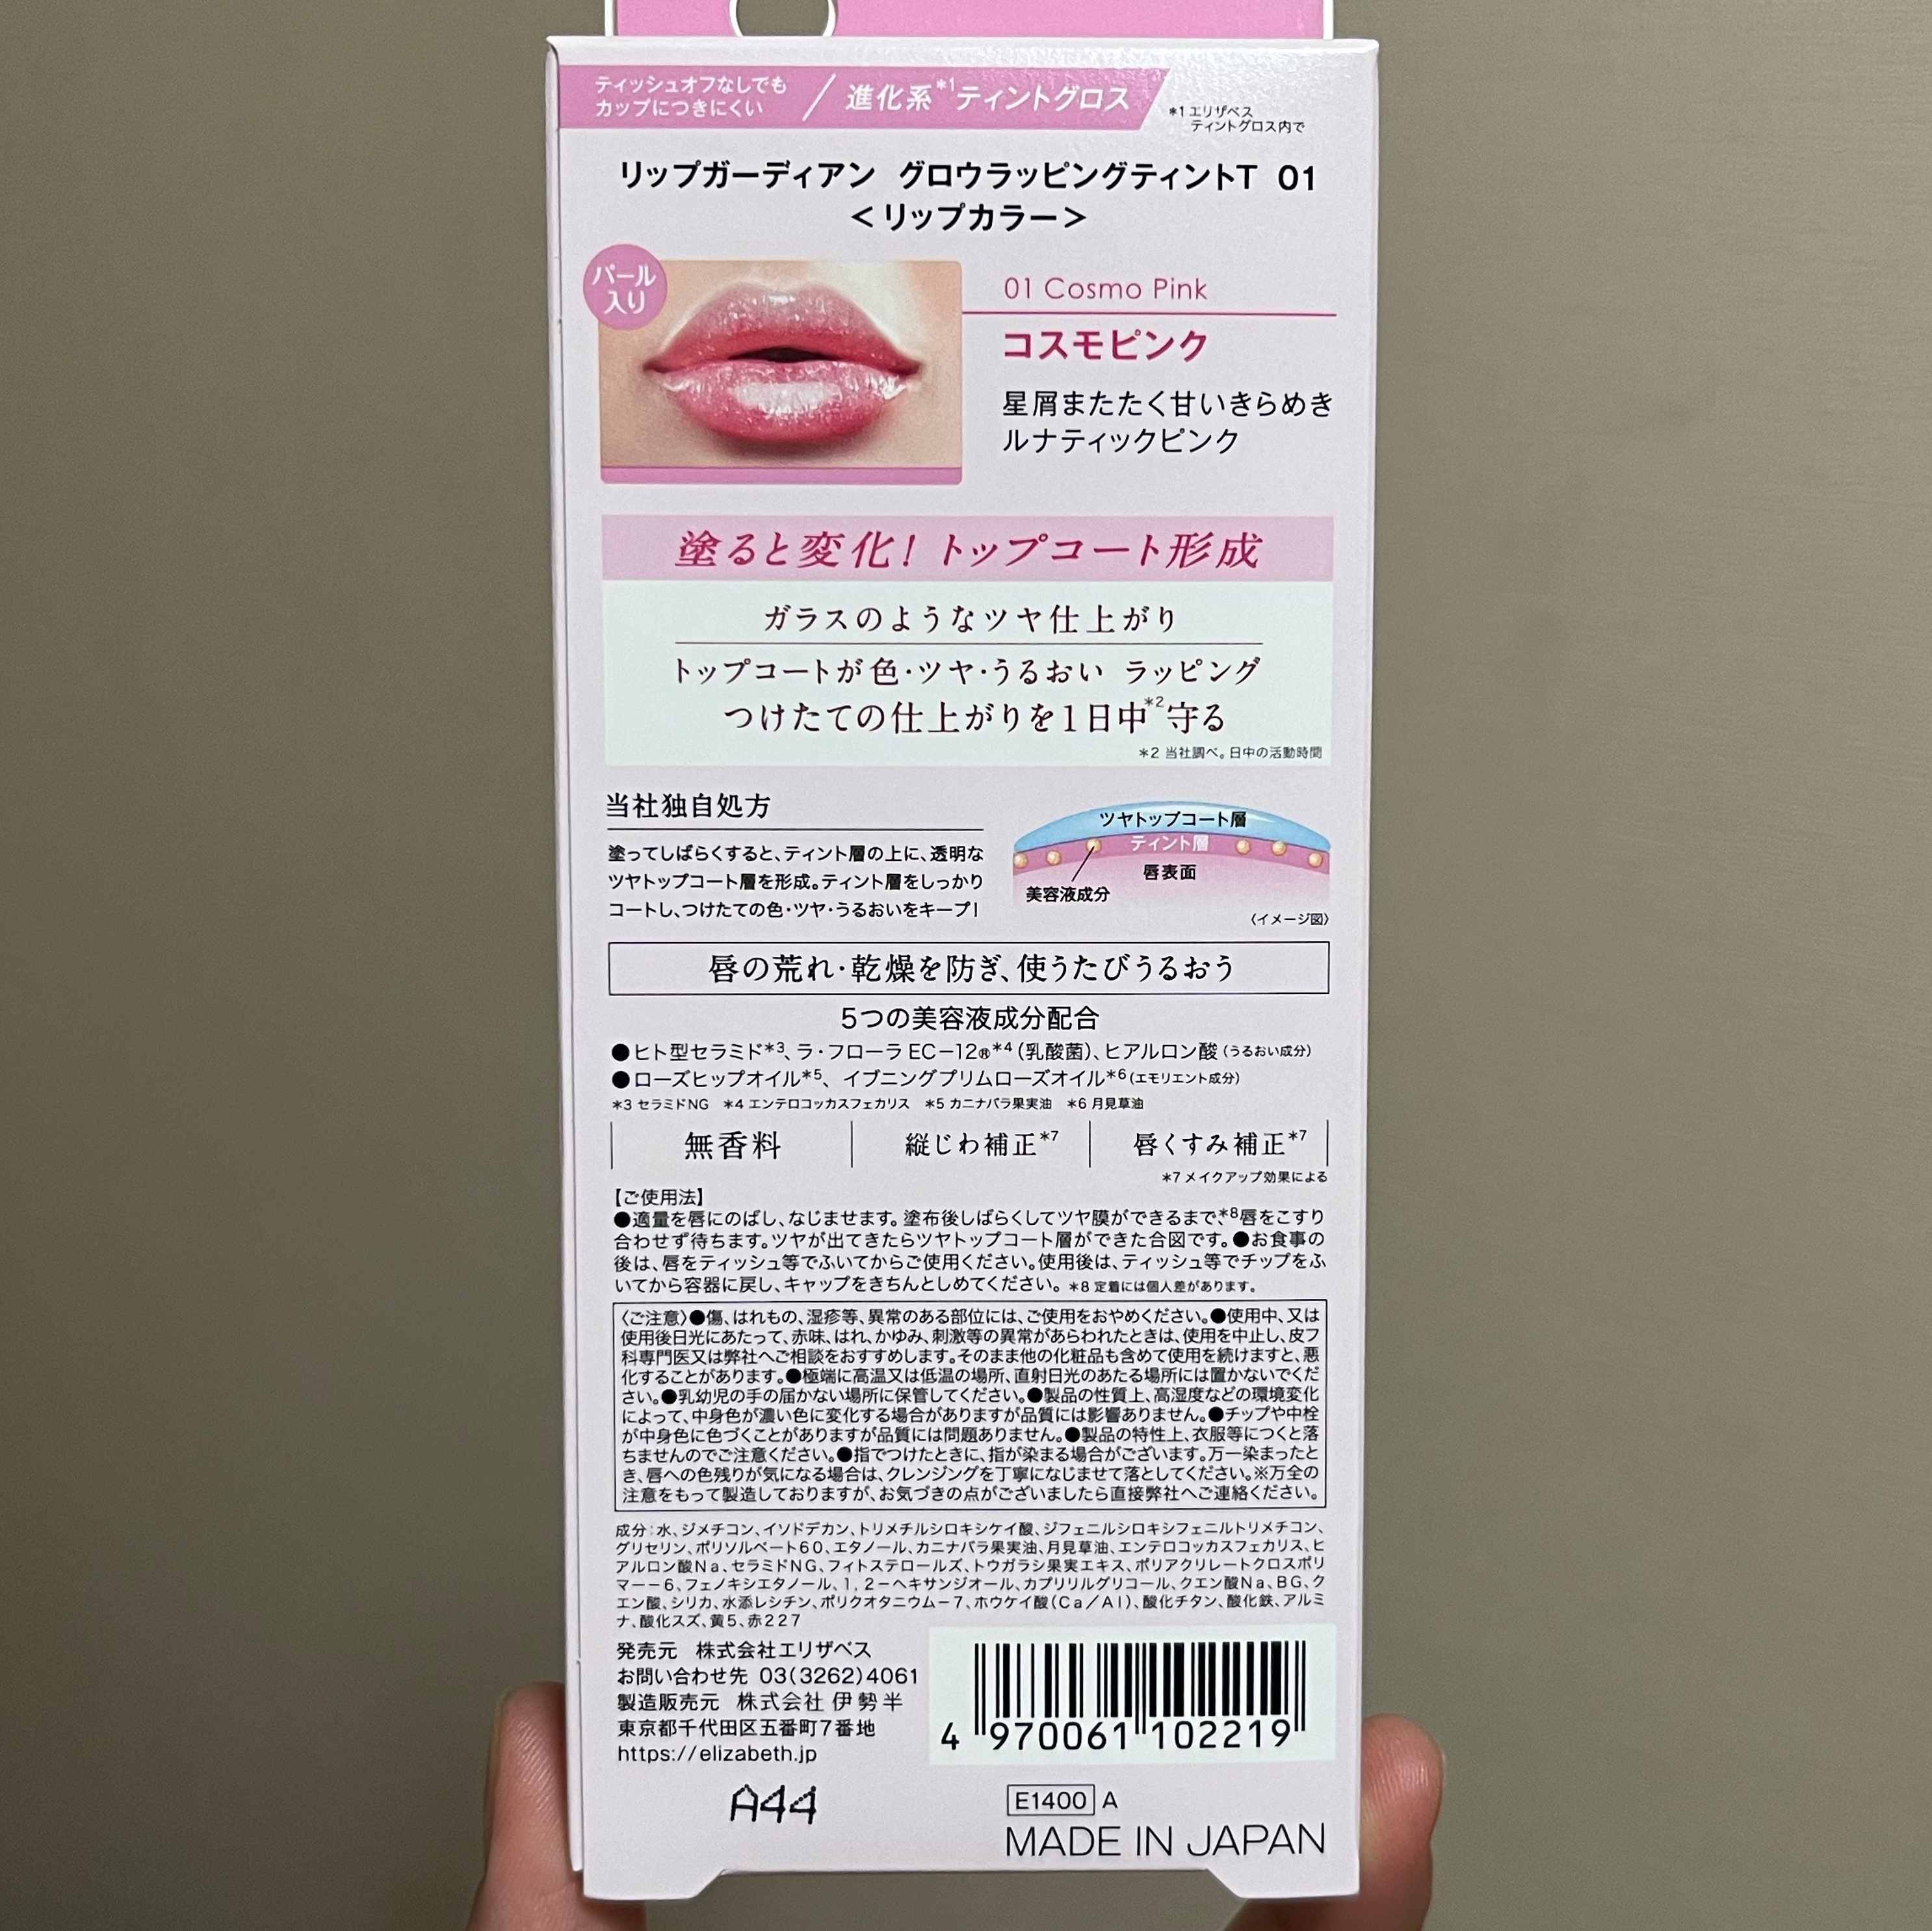 ティッシュオフなしでも
カップにつきにくい
進化系*1ティントグロス
*1 エリザベス
ティントグロス内で
リップガーディアン グロウラッピングティントT 01
<リップカラー>
パール
入り
01 Cosmo Pink
コスモピンク
星屑またたく甘いきらめき
ルナティックピンク
塗ると変化！トップコート形成
ガラスのようなツヤ仕上がり
トップコートが色・ツヤ・うるおい ラッピング
つけたての仕上がりを1日中*2守る
*2 当社調べ。日中の活動時間
当社独自処方
塗ってしばらくすると、ティント層の上に、透明な
ツヤトップコート層を形成。ティント層をしっかり
コートし、つけたての色・ツヤ・うるおいをキープ！
ツヤトップコート層
ティント層
唇表面
美容液成分
〈イメージ図〉
唇の荒れ・乾燥を防ぎ、使うたびうるおう
5つの美容液成分配合
●ヒト型セラミド*3、ラ・フローラ EC-12®*4(乳酸菌)、ヒアルロン酸(うるおい成分)
●ローズヒップオイル*5、イブニングプリムローズオイル*6(エモリエント成分)
*3 セラミドNG *4 エンテロコッカスフェカリス *5 カニナバラ果実油 *6 月見草油
無香料
縦じわ補正*7
唇くすみ補正*7
*7 メイクアップ効果による
【ご使用法】
●適量を唇にのばし、なじませます。塗布後しばらくしてツヤ膜ができるまで、*8唇をこすり
合わせず待ちます。ツヤが出てきたらツヤトップコート層ができた合図です。●お食事の
後は、唇をティッシュ等でふいてからご使用ください。使用後は、ティッシュ等でチップをふ
いてから容器に戻し、キャップをきちんとしめてください。*8 定着には個人差があります。
〈ご注意〉●傷、はれもの、湿疹等、異常のある部位には、ご使用をおやめください。●使用中、又は
使用後日光にあたって、赤味、はれ、かゆみ、刺激等の異常があらわれたときは、使用を中止し、皮フ
科専門医又は弊社へご相談をおすすめします。そのまま他の化粧品も含めて使用を続けますと、悪
化することがあります。●極端に高温又は低温の場所、直射日光のあたる場所には置かないでくだ
さい。●乳幼児の手の届かない場所に保管してください。●製品の性質上、高湿度などの環境変化
によって、中身色が濃い色に変化する場合がありますが品質には影響ありません。●チップや中栓
が中身色に色づくことがありますが品質には問題ありません。●製品の特性上、衣服等につくと落
ちませんのでご注意ください。●指でつけたときに、指が染まる場合がございます。万一染まったと
き、唇への色残りが気になる場合は、クレンジングを丁寧になじませて落としてください。※万全の
注意をもって製造しておりますが、お気づきの点がございましたら直接弊社へご連絡ください。
成分：水、ジメチコン、イソドデカン、トリメチルシロキシケイ酸、ジフェニルシロキシフェニルトリメチコン、
グリセリン、ポリソルベート60、エタノール、カニナバラ果実油、月見草油、エンテロコッカスフェカリス、ヒ
アルロン酸Na、セラミドNG、フィトステロールズ、トウガラシ果実エキス、ポリアクリレートクロスポリ
マー-6、フェノキシエタノール、1,2-ヘキサンジオール、カプリリルグリコール、クエン酸Na、BG、ク
エン酸、シリカ、水添レシチン、ポリクオタニウム-7、ホウケイ酸(Ca／Al)、酸化チタン、酸化鉄、アルミ
ナ、酸化スズ、黄5、赤227
発売元 株式会社エリザベス
お問い合わせ先 03(3262)4061
製造販売元 株式会社 伊勢半
東京都千代田区五番町7番地
https://elizabeth.jp
4 970061 102219
A44
E1400 A
MADE IN JAPAN